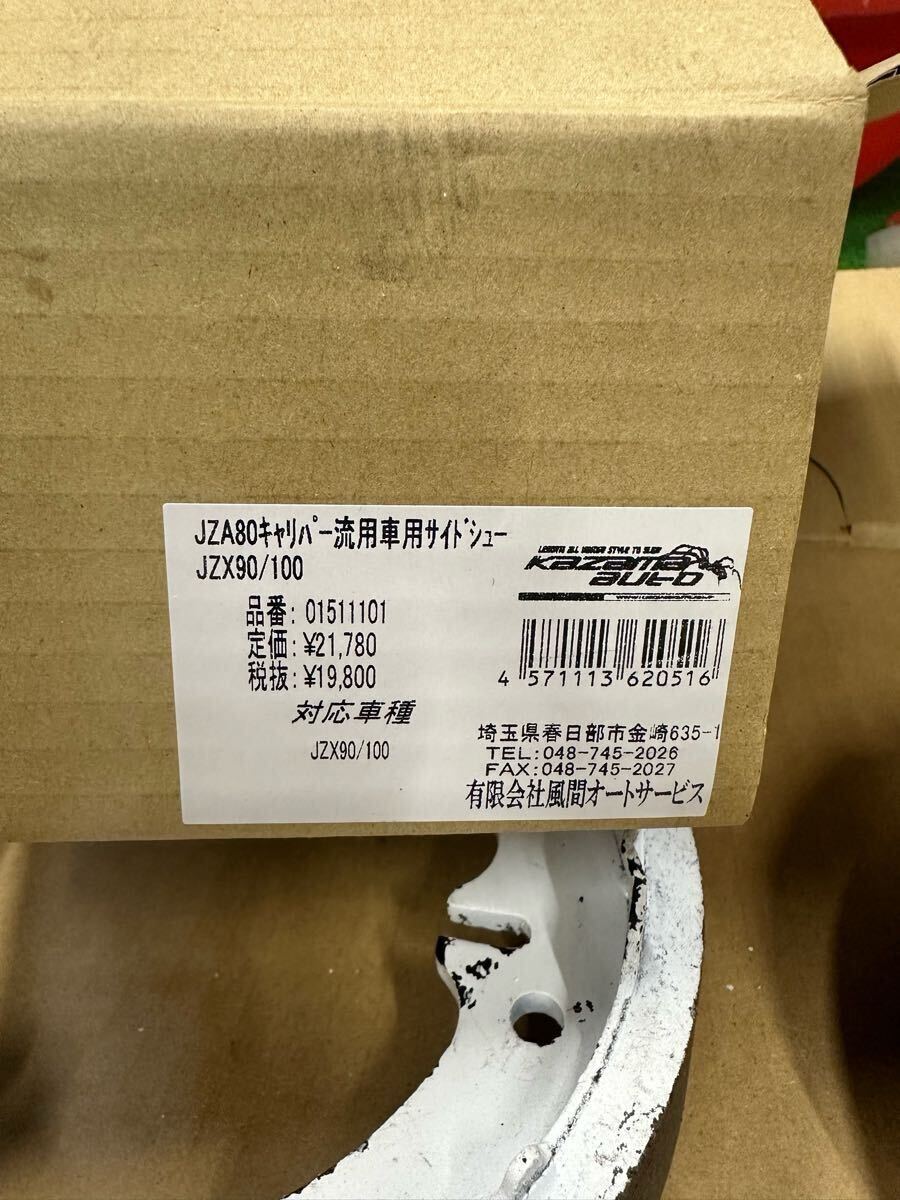 JZA80ｷｬﾘﾊﾟｰ流用車用ｻｲﾄﾞｼｭｰ
JZX90/100
品番: 01511101
定価: ¥21,780
税抜: ¥19,800
対応車種
JZX90/100
kazama auto
4 571113 620516
埼玉県春日部市金崎635-1
TEL:048-745-2026
FAX:048-745-2027
有限会社風間オートサービス